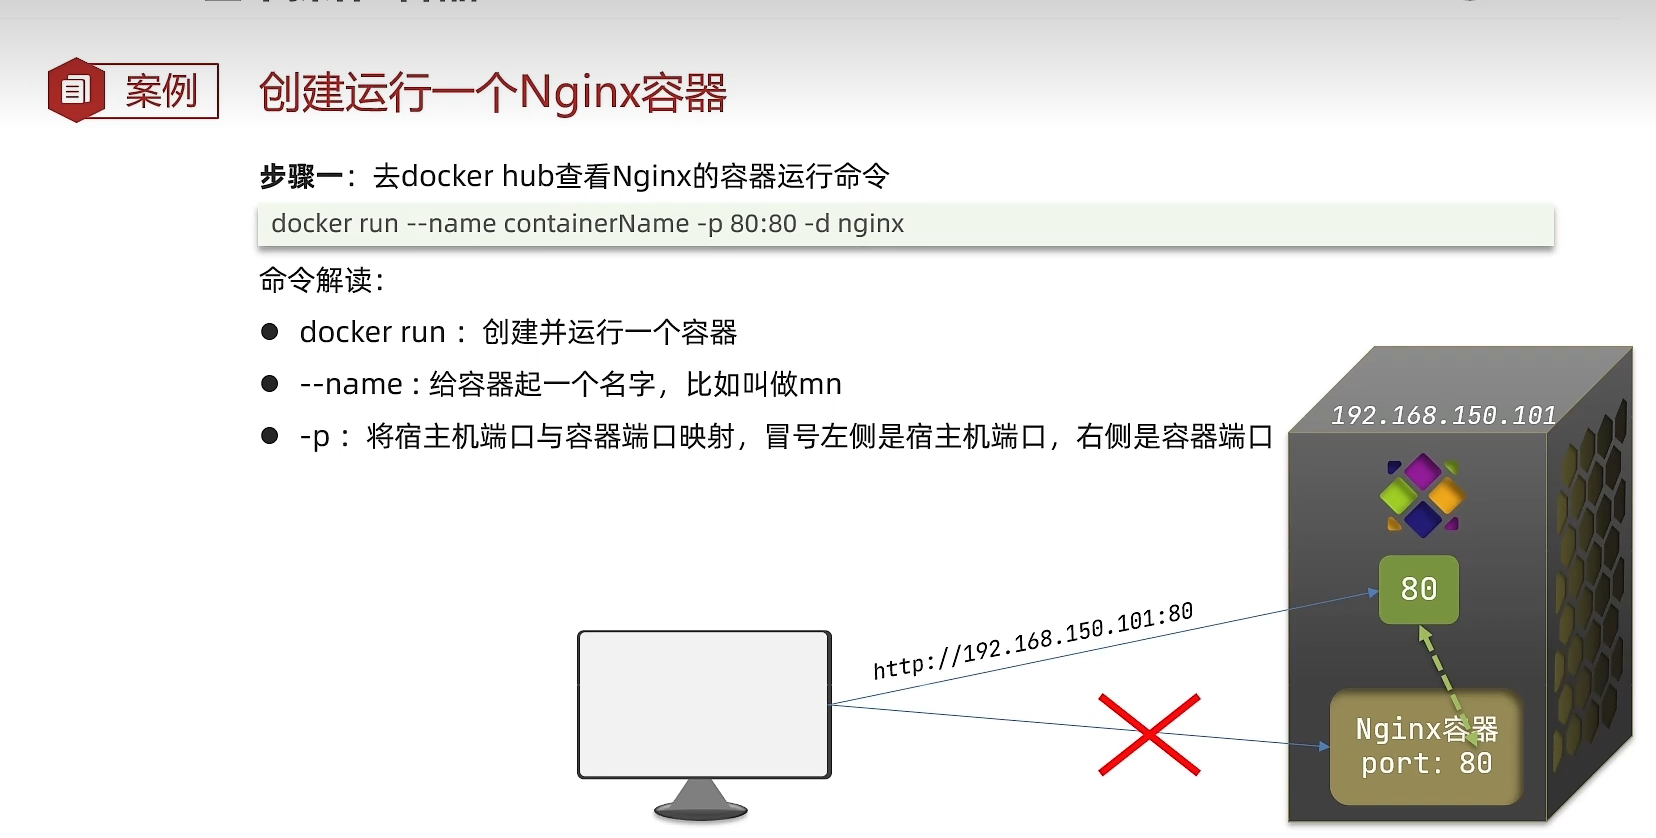 案例
创建运行一个Nginx容器
步骤一：去docker hub查看Nginx的容器运行命令
docker run --name containerName -p 80:80 -d nginx
命令解读：
docker run ：创建并运行一个容器
--name : 给容器起一个名字，比如叫做mn
-p ：将宿主机端口与容器端口映射，冒号左侧是宿主机端口，右侧是容器端口
192.168.150.101
80
http://192.168.150.101:80
Nginx容器
port：80